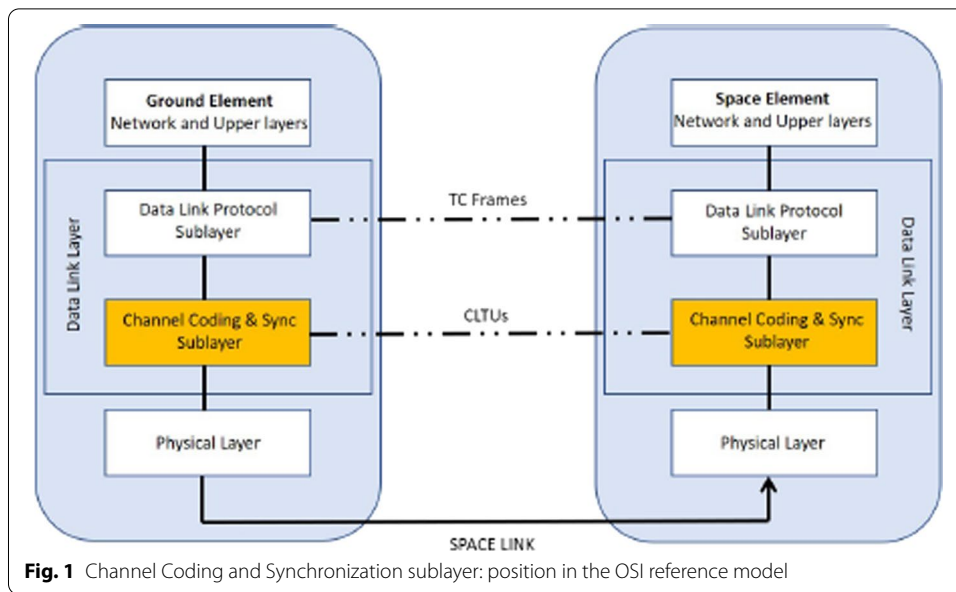 Ground Element
Network and Upper layers
Space Element
Network and Upper layers
Data Link Layer
Data Link Protocol
Sublayer
TC Frames
Data Link Protocol
Sublayer
Data Link Layer
Channel Coding & Sync
Sublayer
CLTUs
Channel Coding & Sync
Sublayer
Physical Layer
Physical Layer
SPACE LINK
Fig. 1 Channel Coding and Synchronization sublayer: position in the OSI reference model